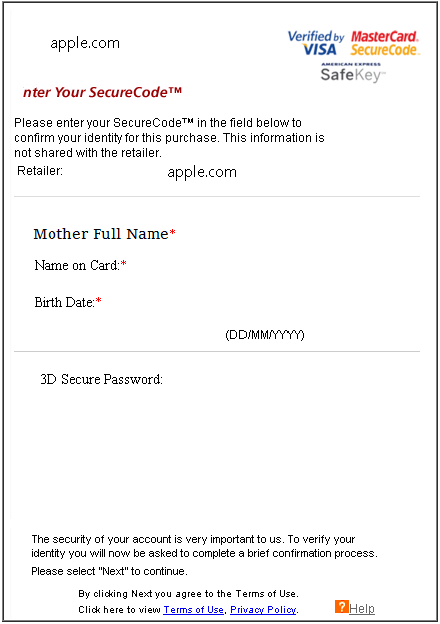 apple.com
Verified by VISA
MasterCard. SecureCode.
AMERICAN EXPRESS
SafeKey™
nter Your SecureCode™
Please enter your SecureCode™ in the field below to
confirm your identity for this purchase. This information is
not shared with the retailer.
Retailer: apple.com
Mother Full Name*
Name on Card:*
Birth Date:*
(DD/MM/YYYY)
3D Secure Password:
The security of your account is very important to us. To verify your
identity you will now be asked to complete a brief confirmation process.
Please select "Next" to continue.
By clicking Next you agree to the Terms of Use.
Click here to view Terms of Use, Privacy Policy.
? Help